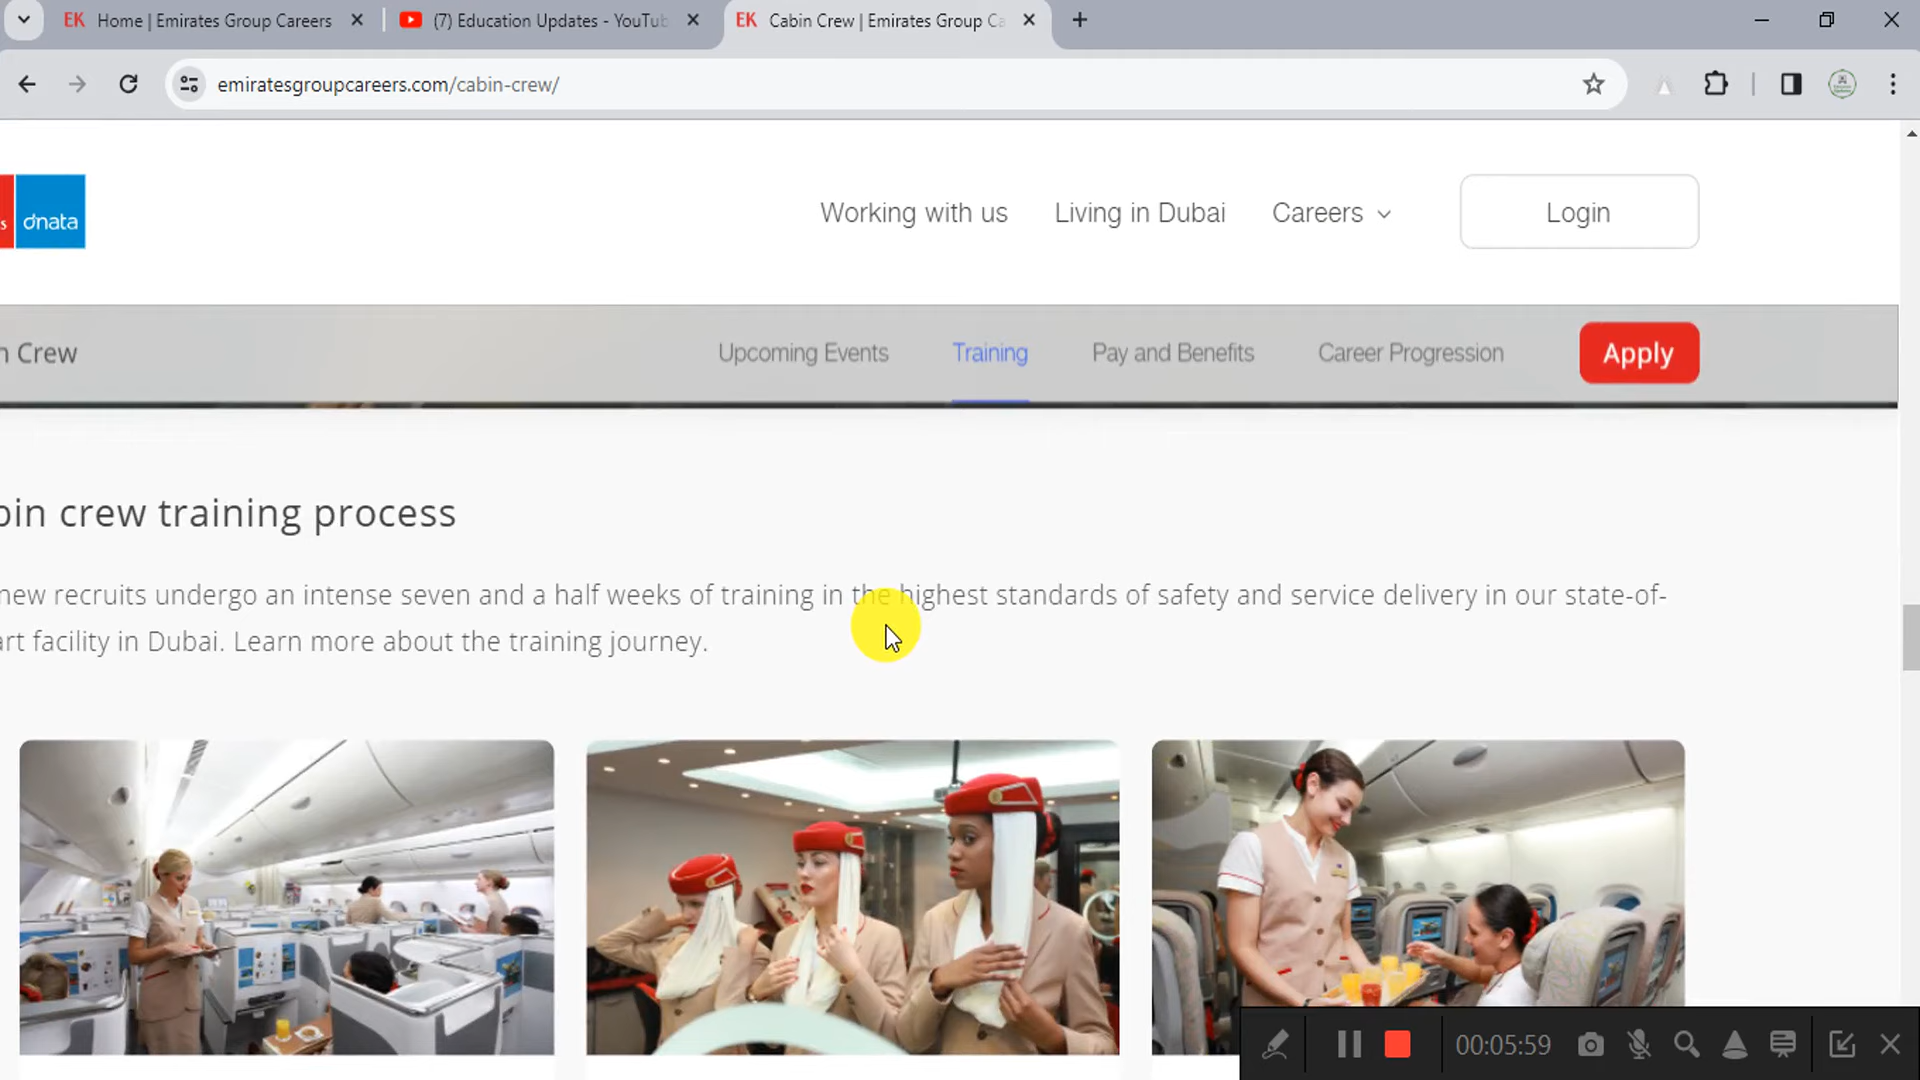 Home | Emirates Group Careers
(7) Education Updates - YouTub
EK Cabin Crew | Emirates Group Ca
EK
emiratesgroupcareers.com/cabin-crew/
s dnata
Working with us
Living in Dubai
Careers
Login
n Crew
Upcoming Events
Training
Pay and Benefits
Career Progression
Apply
bin crew training process
new recruits undergo an intense seven and a half weeks of training in the highest standards of safety and service delivery in our state-of-
art facility in Dubai. Learn more about the training journey.
00:05:59